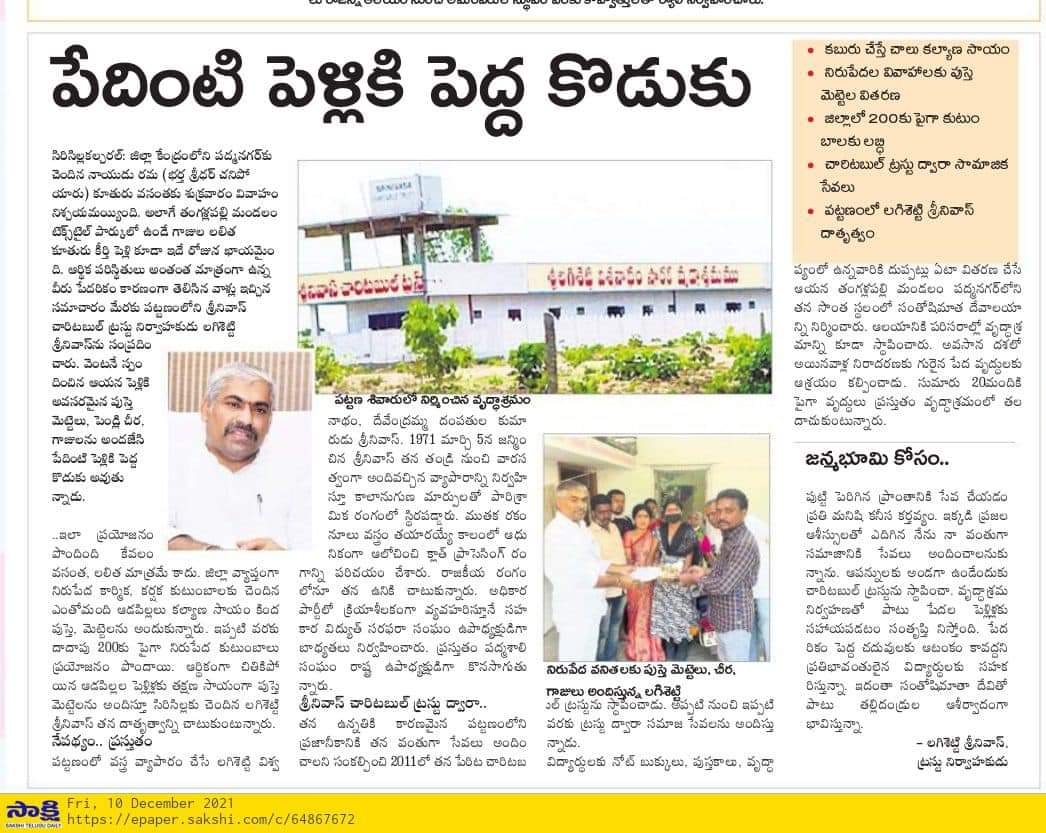 పేదింటి పెళ్లికి పెద్ద కొడుకు
కబురు చేస్తే చాలు కల్యాణ సాయం
నిరుపేదల వివాహాలకు పుస్తె
మెట్టెల వితరణ
జిల్లాలో 200కు పైగా కుటుం
బాలకు లబ్ధి
చారిటబుల్ ట్రస్టు ద్వారా సామాజిక
సేవలు
పట్టణంలో లగిశెట్టి శ్రీనివాస్
దాతృత్వం
సిరిసిల్లకల్చరల్: జిల్లా కేంద్రంలోని పద్మనగర్‌కు
చెందిన నాయుడు రమ (భర్త శ్రీధర్ చనిపో
యారు) కూతురు వసంతకు శుక్రవారం వివాహం
నిశ్చయమయ్యింది. అలాగే తంగళ్లపల్లి మండలం
టెక్స్‌టైల్ పార్కులో ఉండే గాజుల లలిత
కూతురు కీర్తి పెళ్లి కూడా ఇదే రోజున ఖాయమైం
ది. ఆర్థిక పరిస్థితులు అంతంత మాత్రంగా ఉన్న
వీరు పేదరికం కారణంగా తెలిసిన వాళ్లు ఇచ్చిన
సమాచారం మేరకు పట్టణంలోని శ్రీనివాస్
చారిటబుల్ ట్రస్టు నిర్వాహకుడు లగిశెట్టి
శ్రీనివాస్‌ను సంప్రదిం
చారు. వెంటనే స్పం
దించిన ఆయన పెళ్లికి
అవసరమైన పుస్తె
మెట్టెలు, పెండ్లి చీర,
గాజులను అందజేసి
పేదింటి పెళ్లికి పెద్ద
కొడుకు అవుతు
న్నాడు.
..ఇలా ప్రయోజనం
పొందింది కేవలం
వసంత, లలిత మాత్రమే కాదు. జిల్లా వ్యాప్తంగా
నిరుపేద కార్మిక, కర్షక కుటుంబాలకు చెందిన
ఎంతోమంది ఆడపిల్లలు కల్యాణ సాయం కింద
పుస్తె, మెట్టెలను అందుకున్నారు. ఇప్పటి వరకు
దాదాపు 200కు పైగా నిరుపేద కుటుంబాలు
ప్రయోజనం పొందాయి. ఆర్థికంగా చితికిపో
యిన ఆడపిల్లల పెళ్లిళ్లకు తక్షణ సాయంగా పుస్తె
మెట్టెలను అందిస్తూ సిరిసిల్లకు చెందిన లగిశెట్టి
శ్రీనివాస్ తన దాతృత్వాన్ని చాటుకుంటున్నారు.
నేపథ్యం.. ప్రస్తుతం
పట్టణంలో వస్త్ర వ్యాపారం చేసే లగిశెట్టి విశ్వ
శ్రీనివాస చారిటబుల్ ట్రస్ట్
శ్రీ లగిశెట్టి విశ్వనాథం స్మారక వృద్ధాశ్రమము
పట్టణ శివారులో నిర్మించిన వృద్ధాశ్రమం
నాథం, దేవేంద్రమ్మ దంపతుల కుమా
రుడు శ్రీనివాస్. 1971 మార్చి 5న జన్మిం
చిన శ్రీనివాస్ తన తండ్రి నుంచి వారస
త్వంగా అందివచ్చిన వ్యాపారాన్ని నిర్వహి
స్తూ కాలానుగుణ మార్పులతో పారిశ్రా
మిక రంగంలో స్థిరపడ్డారు. ముతక రకం
నూలు వస్త్రం తయారయ్యే కాలంలో ఆధు
నికంగా ఆలోచించి క్లాత్ ప్రాసెసింగ్ రం
గాన్ని పరిచయం చేశారు. రాజకీయ రంగం
లోనూ తన ఉనికి చాటుకున్నారు. అధికార
పార్టీలో క్రియాశీలకంగా వ్యవహరిస్తూనే సహ
కార విద్యుత్ సరఫరా సంఘం ఉపాధ్యక్షుడిగా
బాధ్యతలు నిర్వహించారు. ప్రస్తుతం పద్మశాలి
సంఘం రాష్ట్ర ఉపాధ్యక్షుడిగా కొనసాగుతు
న్నారు.
శ్రీనివాస్ చారిటబుల్ ట్రస్టు ద్వారా..
తన ఉన్నతికి కారణమైన పట్టణంలోని
ప్రజానీకానికి తన వంతుగా సేవలు అందిం
చాలని సంకల్పించి 2011లో తన పేరిట చారిటబు
నిరుపేద వనితలకు పుస్తె మెట్టెలు, చీర,
గాజులు అందిస్తున్న లగిశెట్టి
ల్ ట్రస్టును స్థాపించాడు. అప్పటి నుంచి ఇప్పటి
వరకు ట్రస్టు ద్వారా సమాజ సేవలను అందిస్తు
న్నాడు.
విద్యార్థులకు నోట్ బుక్కులు, పుస్తకాలు, వృద్ధా
ప్యంలో ఉన్నవారికి దుప్పట్లు ఏటా వితరణ చేసే
ఆయన తంగళ్లపల్లి మండలం పద్మనగర్‌లోని
తన సొంత స్థలంలో సంతోషిమాత దేవాలయా
న్ని నిర్మించారు. ఆలయానికి పరిసరాల్లో వృద్ధాశ్ర
మాన్ని కూడా స్థాపించారు. అవసాన దశలో
అయినవాళ్ల నిరాదరణకు గురైన పేద వృద్ధులకు
ఆశ్రయం కల్పించాడు. సుమారు 20మందికి
పైగా వృద్ధులు ప్రస్తుతం వృద్ధాశ్రమంలో తల
దాచుకుంటున్నారు.
జన్మభూమి కోసం..
పుట్టి పెరిగిన ప్రాంతానికి సేవ చేయడం
ప్రతి మనిషి కనీస కర్తవ్యం. ఇక్కడి ప్రజల
ఆశీస్సులతో ఎదిగిన నేను నా వంతుగా
సమాజానికి సేవలు అందించాలనుకు
న్నాను. ఆపన్నులకు అండగా ఉండేందుకు
చారిటబుల్ ట్రస్టును స్థాపించా. వృద్ధాశ్రమ
నిర్వహణతో పాటు పేదల పెళ్లిళ్లకు
సహాయపడటం సంతృప్తి నిస్తోంది. పేద
రికం పెద్ద చదువులకు ఆటంకం కావద్దని
ప్రతిభావంతులైన విద్యార్థులకు సహక
రిస్తున్నా. ఇదంతా సంతోషిమాతా దేవితో
పాటు తల్లిదండ్రుల ఆశీర్వాదంగా
భావిస్తున్నా.
– లగిశెట్టి శ్రీనివాస్,
ట్రస్టు నిర్వాహకుడు
సాక్షి
SAKSHI TELUGU DAILY
Fri, 10 December 2021
https://epaper.sakshi.com/c/64867672